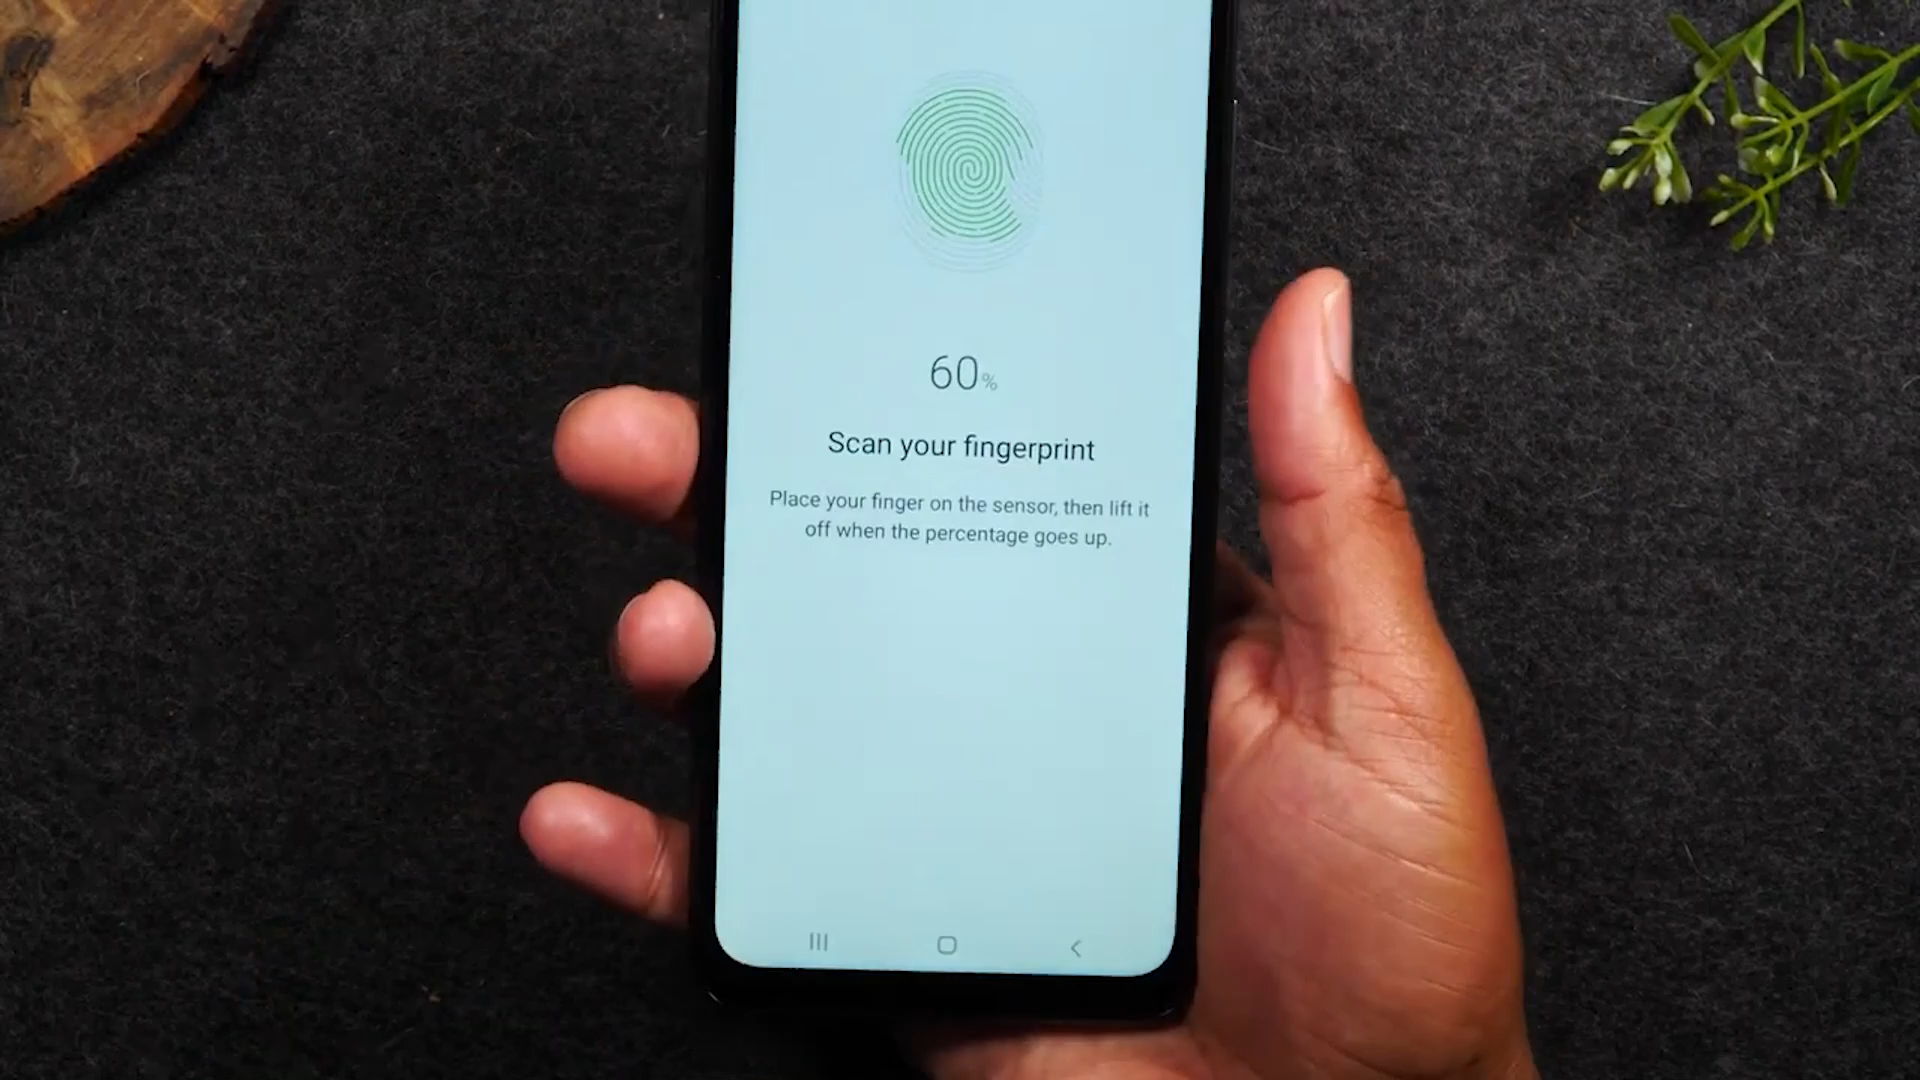 60%
Scan your fingerprint
Place your finger on the sensor, then lift it
off when the percentage goes up.